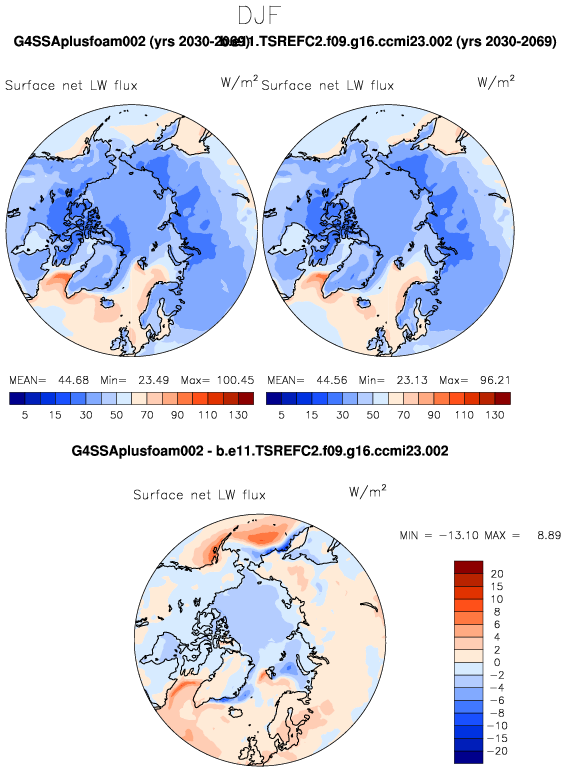 DJF
G4SSAplusfoam002 (yrs 2030-2069) b.e11.TSREFC2.f09.g16.ccmi23.002 (yrs 2030-2069)
Surface net LW flux W/m² Surface net LW flux W/m²
MEAN= 44.68 Min= 23.49 Max= 100.45 MEAN= 44.56 Min= 23.13 Max= 96.21
5 15 30 50 70 90 110 130 5 15 30 50 70 90 110 130
G4SSAplusfoam002 - b.e11.TSREFC2.f09.g16.ccmi23.002
Surface net LW flux W/m²
MIN = -13.10 MAX = 8.89
20
15
10
8
6
4
2
0
-2
-4
-6
-8
-10
-15
-20